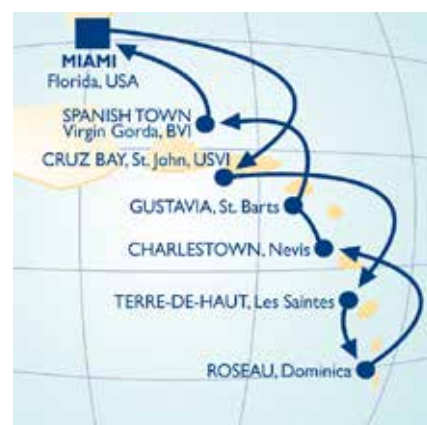 MIAMI
Florida, USA
SPANISH TOWN
Virgin Gorda, BVI
CRUZ BAY, St. John, USVI
GUSTAVIA, St. Barts
CHARLESTOWN, Nevis
TERRE-DE-HAUT, Les Saintes
ROSEAU, Dominica